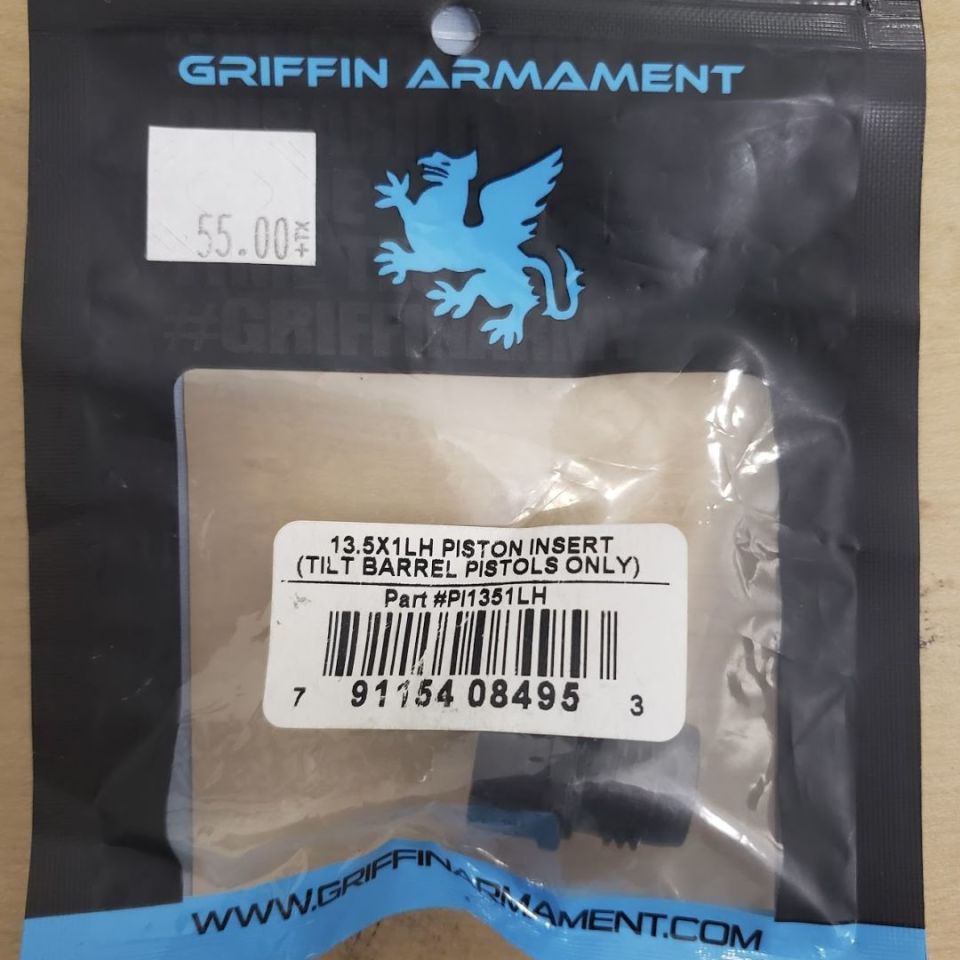 GRIFFIN ARMAMENT
55.00+TX
#GRIFFINARMY
13.5X1LH PISTON INSERT
(TILT BARREL PISTOLS ONLY)
Part #PI1351LH
7 91154 08495 3
WWW.GRIFFINARMAMENT.COM